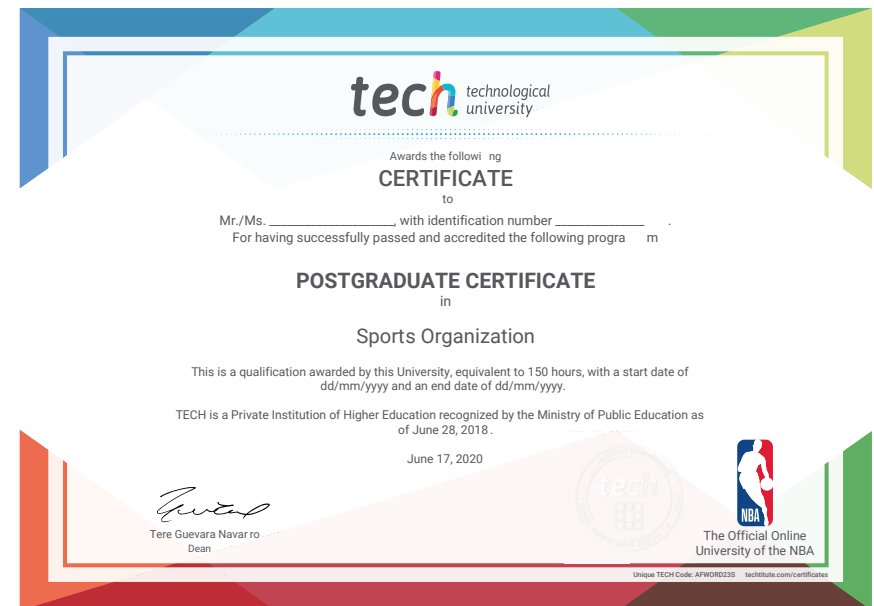 tech technological
university
Awards the followi ng
CERTIFICATE
to
Mr./Ms. ____________________, with identification number ______________ .
For having successfully passed and accredited the following progra m
POSTGRADUATE CERTIFICATE
in
Sports Organization
This is a qualification awarded by this University, equivalent to 150 hours, with a start date of
dd/mm/yyyy and an end date of dd/mm/yyyy.
TECH is a Private Institution of Higher Education recognized by the Ministry of Public Education as
of June 28, 2018 .
June 17, 2020
tech
Tere Guevara Navar ro
Dean
NBA
The Official Online
University of the NBA
Unique TECH Code: AFWORD23S techtitute.com/certificates